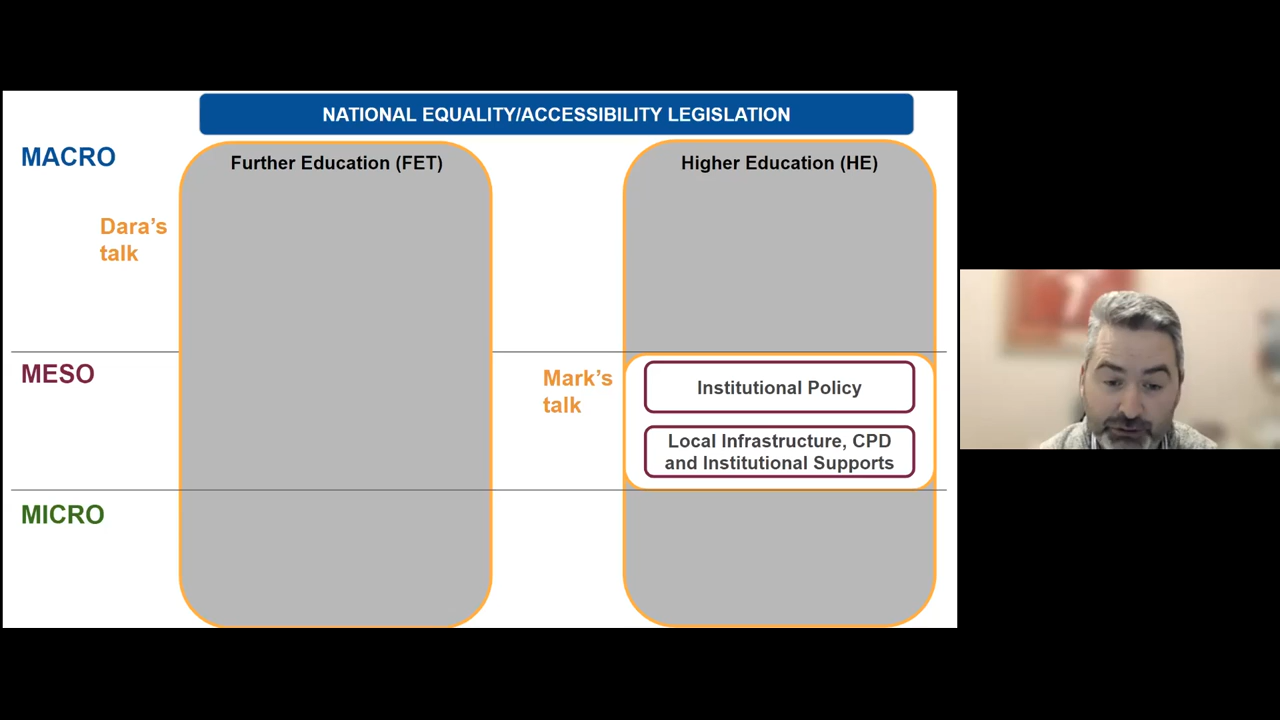 NATIONAL EQUALITY/ACCESSIBILITY LEGISLATION
MACRO
Further Education (FET)
Higher Education (HE)
Dara's
talk
MESO
Mark's
talk
Institutional Policy
Local Infrastructure, CPD
and Institutional Supports
MICRO